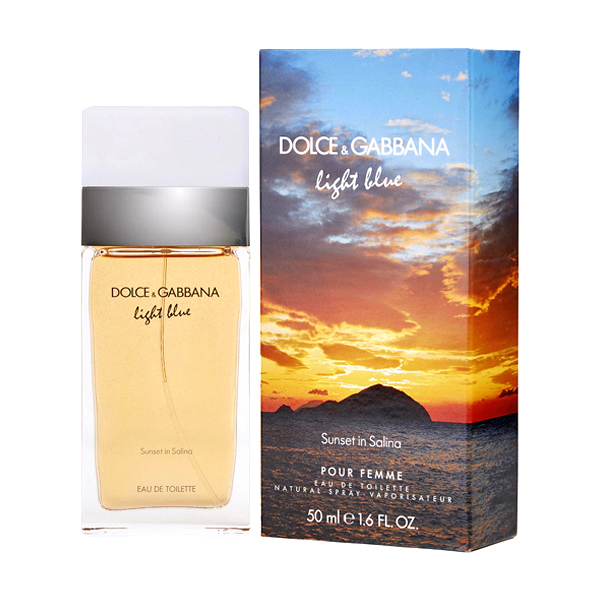 DOLCE & GABBANA
light blue
Sunset in Salina
EAU DE TOILETTE
DOLCE & GABBANA
light blue
Sunset in Salina
POUR FEMME
EAU DE TOILETTE
NATURAL SPRAY-VAPORISATEUR
50 ml e 1.6 FL. OZ.